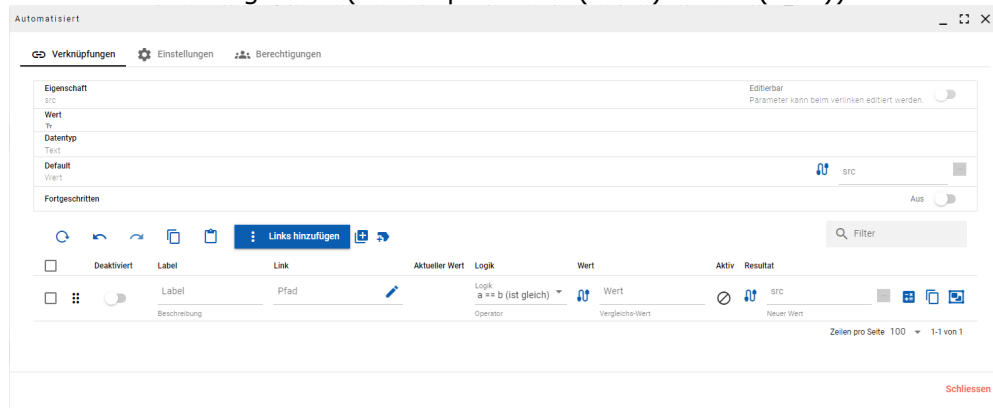 Automatisiert
Verknüpfungen Einstellungen Berechtigungen
Eigenschaft
src
Editierbar
Parameter kann beim verlinken editiert werden.
Wert
Tт
Datentyp
Text
Default
Wert
src
Fortgeschritten Aus
Links hinzufügen Filter
Deaktiviert Label Link Aktueller Wert Logik Wert Aktiv Resultat
Label Pfad Logik Wert src
a == b (ist gleich)
Beschreibung Operator Vergleichs-Wert Neuer Wert
Zeilen pro Seite 100 1-1 von 1
Schliessen